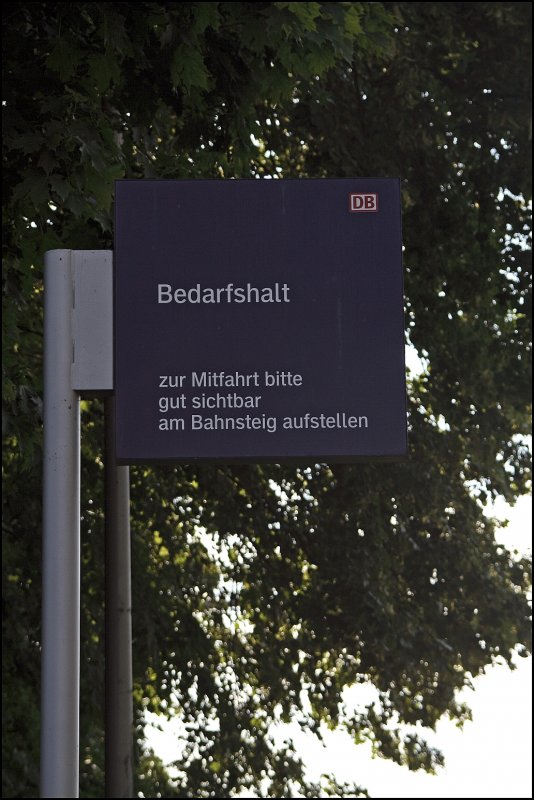 DB
Bedarfshalt
zur Mitfahrt bitte
gut sichtbar
am Bahnsteig aufstellen